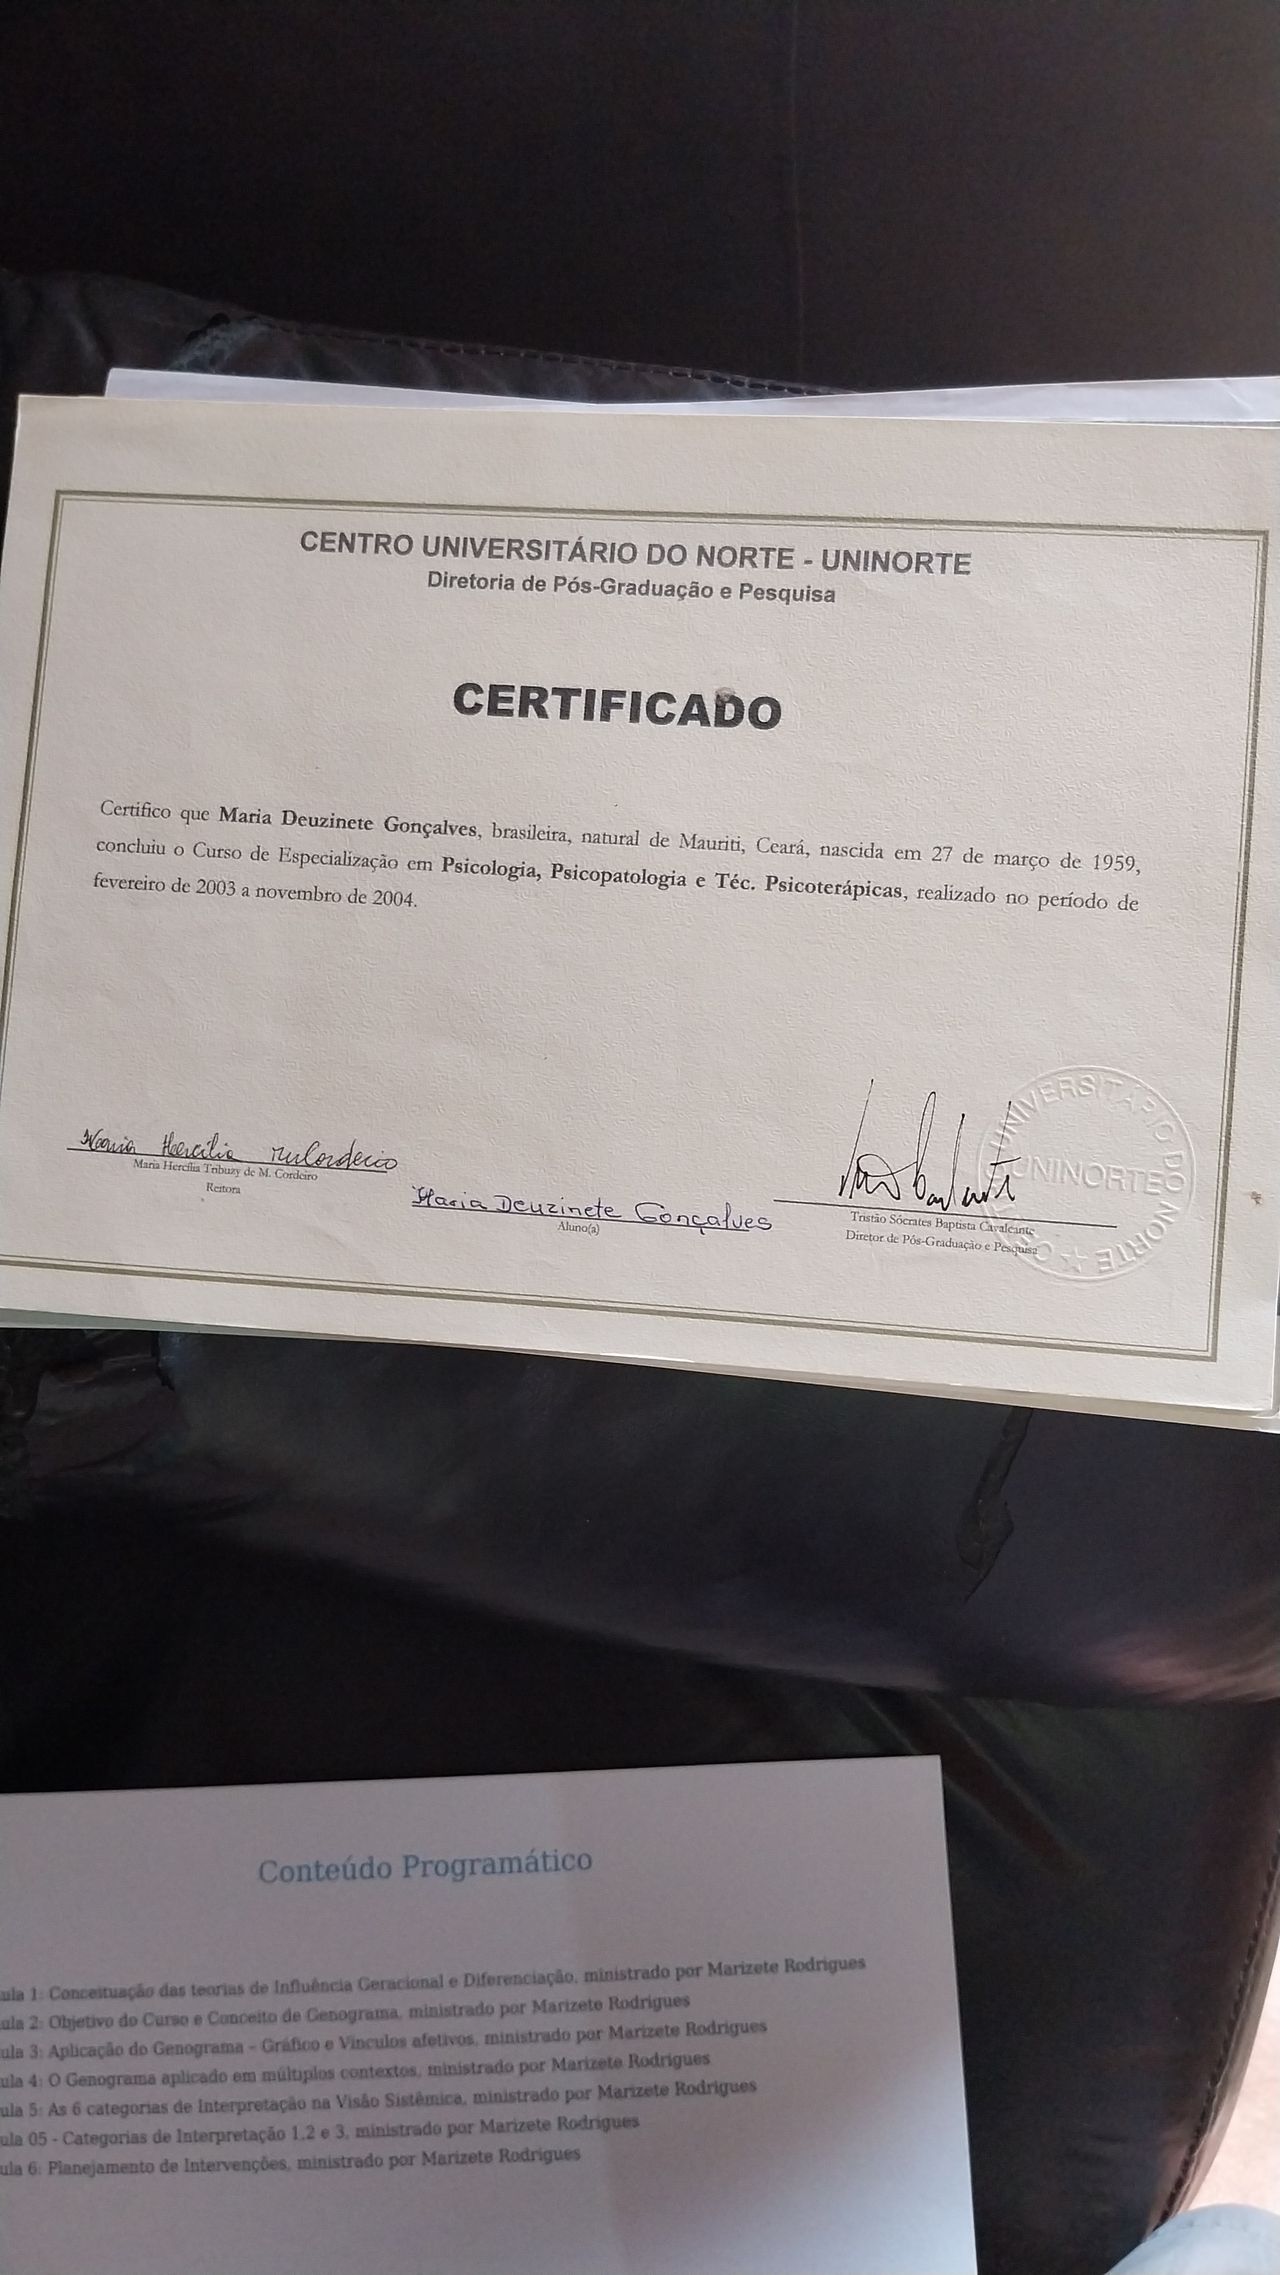 CENTRO UNIVERSITÁRIO DO NORTE - UNINORTE
Diretoria de Pós-Graduação e Pesquisa
CERTIFICADO
Certifico que Maria Deuzinete Gonçalves, brasileira, natural de Mauriti, Ceará, nascida em 27 de março de 1959,
concluiu o Curso de Especialização em Psicologia, Psicopatologia e Téc. Psicoterápicas, realizado no período de
fevereiro de 2003 a novembro de 2004.
Maria Hercília
Maria Hercília Tribuzy de M. Cordeiro
Reitora
Maria Deuzinete Gonçalves
Aluno(a)
Tristão Sócrates Baptista Cavalcante
Diretor de Pós-Graduação e Pesquisa
UNIVERSITÁRIO DO NORTE
UNINORTE
Conteúdo Programático
ula 1: Conceituação das teorias de Influência Geracional e Diferenciação, ministrado por Marizete Rodrigues
ula 2: Objetivo do Curso e Conceito de Genograma, ministrado por Marizete Rodrigues
ula 3: Aplicação do Genograma – Gráfico e Vínculos afetivos, ministrado por Marizete Rodrigues
ula 4: O Genograma aplicado em múltiplos contextos, ministrado por Marizete Rodrigues
ula 5: As 6 categorias de Interpretação na Visão Sistêmica, ministrado por Marizete Rodrigues
ula 05 - Categorias de Interpretação 1,2 e 3, ministrado por Marizete Rodrigues
ula 6: Planejamento de Intervenções, ministrado por Marizete Rodrigues